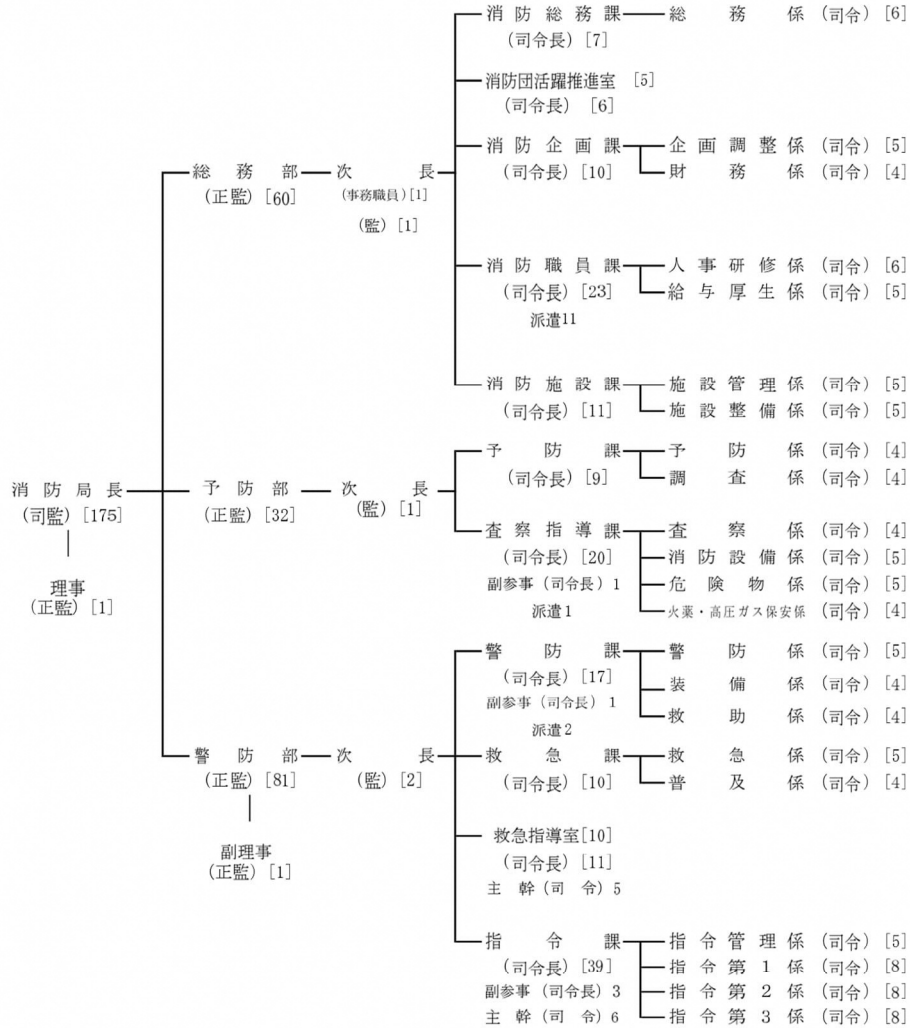 消防総務課 総務係 (司令) [6]
(司令長) [7]
消防団活躍推進室 [5]
(司令長) [6]
消防企画課 企画調整係 (司令) [5]
総務部 次長 (司令長) [10] 財務係 (司令) [4]
(正監) [60] (事務職員) [1]
(監) [1]
消防職員課 人事研修係 (司令) [6]
(司令長) [23] 給与厚生係 (司令) [5]
派遣11
消防施設課 施設管理係 (司令) [5]
(司令長) [11] 施設整備係 (司令) [5]
予防課 予防係 (司令) [4]
(司令長) [9] 調査係 (司令) [4]
消防局長 予防部 次長
(司監) [175] (正監) [32] (監) [1]
査察指導課 査察係 (司令) [4]
(司令長) [20] 消防設備係 (司令) [5]
理事 副参事 (司令長) 1 危険物係 (司令) [5]
(正監) [1] 派遣1 火薬・高圧ガス保安係 (司令) [4]
警防課 警防係 (司令) [5]
(司令長) [17] 装備係 (司令) [4]
副参事 (司令長) 1
派遣2 救助係 (司令) [4]
警防部 次長 救急課 救急係 (司令) [5]
(正監) [81] (監) [2] (司令長) [10] 普及係 (司令) [4]
救急指導室[10]
副理事 (司令長) [11]
(正監) [1] 主幹 (司令) 5
指令課 指令管理係 (司令) [5]
(司令長) [39] 指令第1係 (司令) [8]
副参事 (司令長) 3 指令第2係 (司令) [8]
主幹 (司令) 6 指令第3係 (司令) [8]